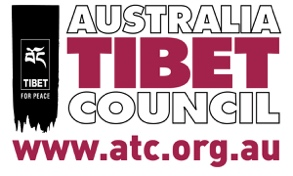 AUSTRALIA
TIBET
COUNCIL
TIBET
FOR PEACE
www.atc.org.au